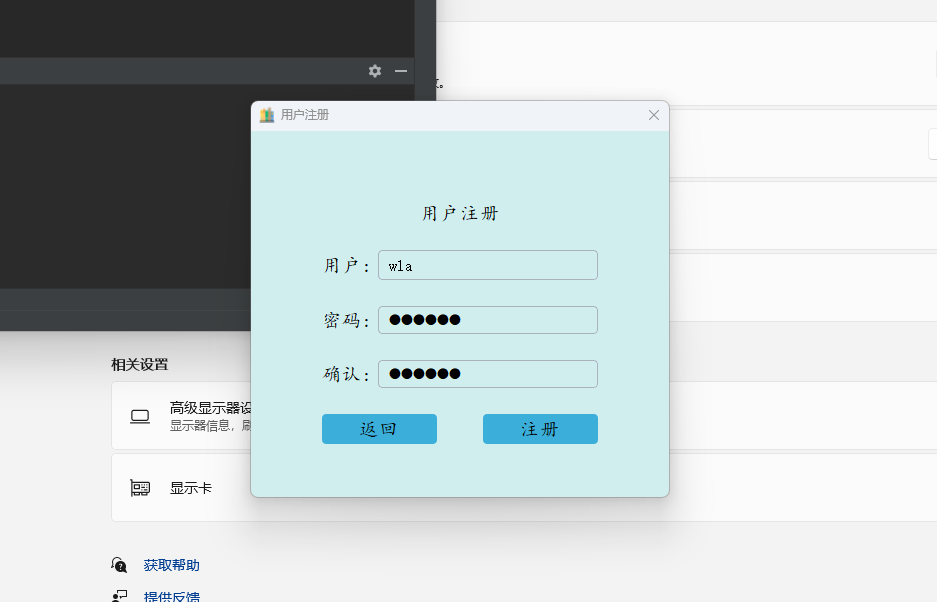 用户注册
用户注册
用户: wla
密码: ●●●●●●
确认: ●●●●●●
返回 注册
相关设置
高级显示器设
显示器信息，刷
显示卡
获取帮助
提供反馈